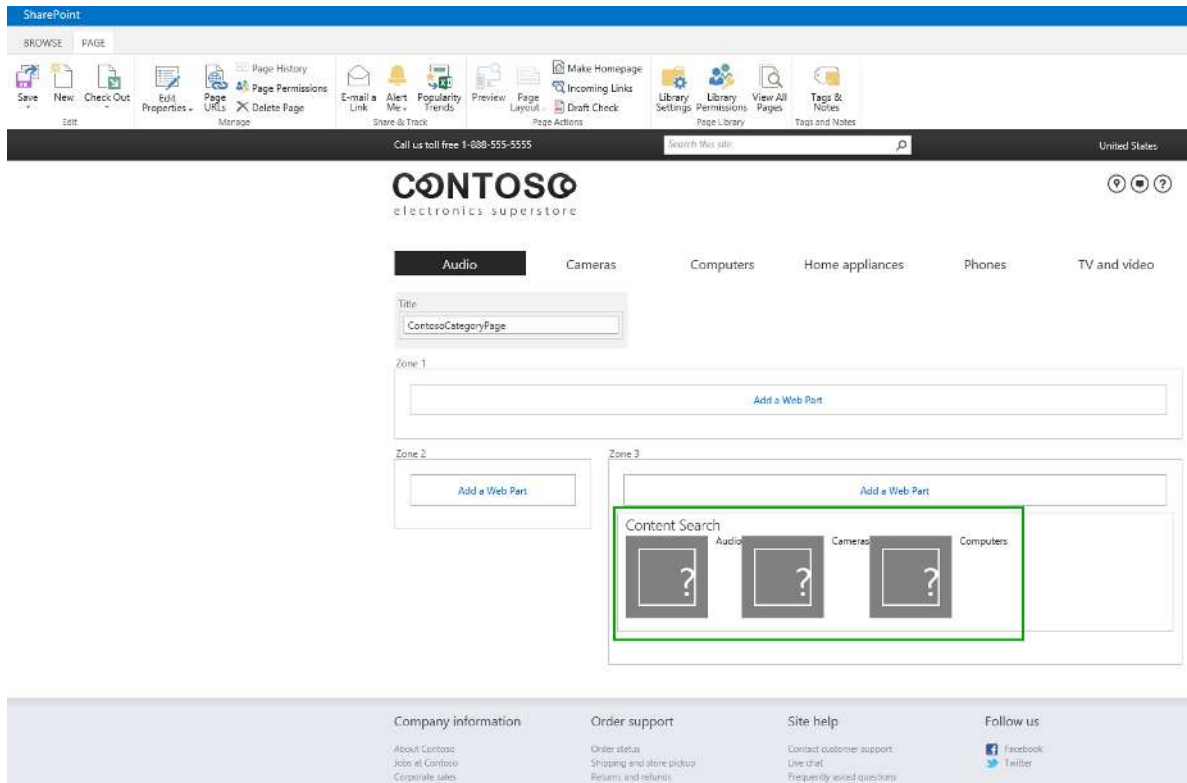 SharePoint
BROWSE PAGE
Save New Check Out Edit Properties Page URLs Page History Page Permissions Delete Page E-mail a Link Alert Me Popularity Trends Preview Page Layout Make Homepage Incoming Links Draft Check Library Settings Library Permissions View All Pages Tags & Notes
Edit Manage Share & Track Page Actions Page Library Tags and Notes
Call us toll free 1-888-555-5555 Search this site United States
CONTOSO
electronics superstore
Audio Cameras Computers Home appliances Phones TV and video
Title
ContosoCategoryPage
Zone 1
Add a Web Part
Zone 2 Zone 3
Add a Web Part Add a Web Part
Content Search
Audio Cameras Computers
? ? ?
Company information Order support Site help Follow us
About Contoso Order status Contact customer support Facebook
Jobs at Contoso Shipping and store pickup Live chat Twitter
Corporate sales Returns and refunds Frequently asked questions